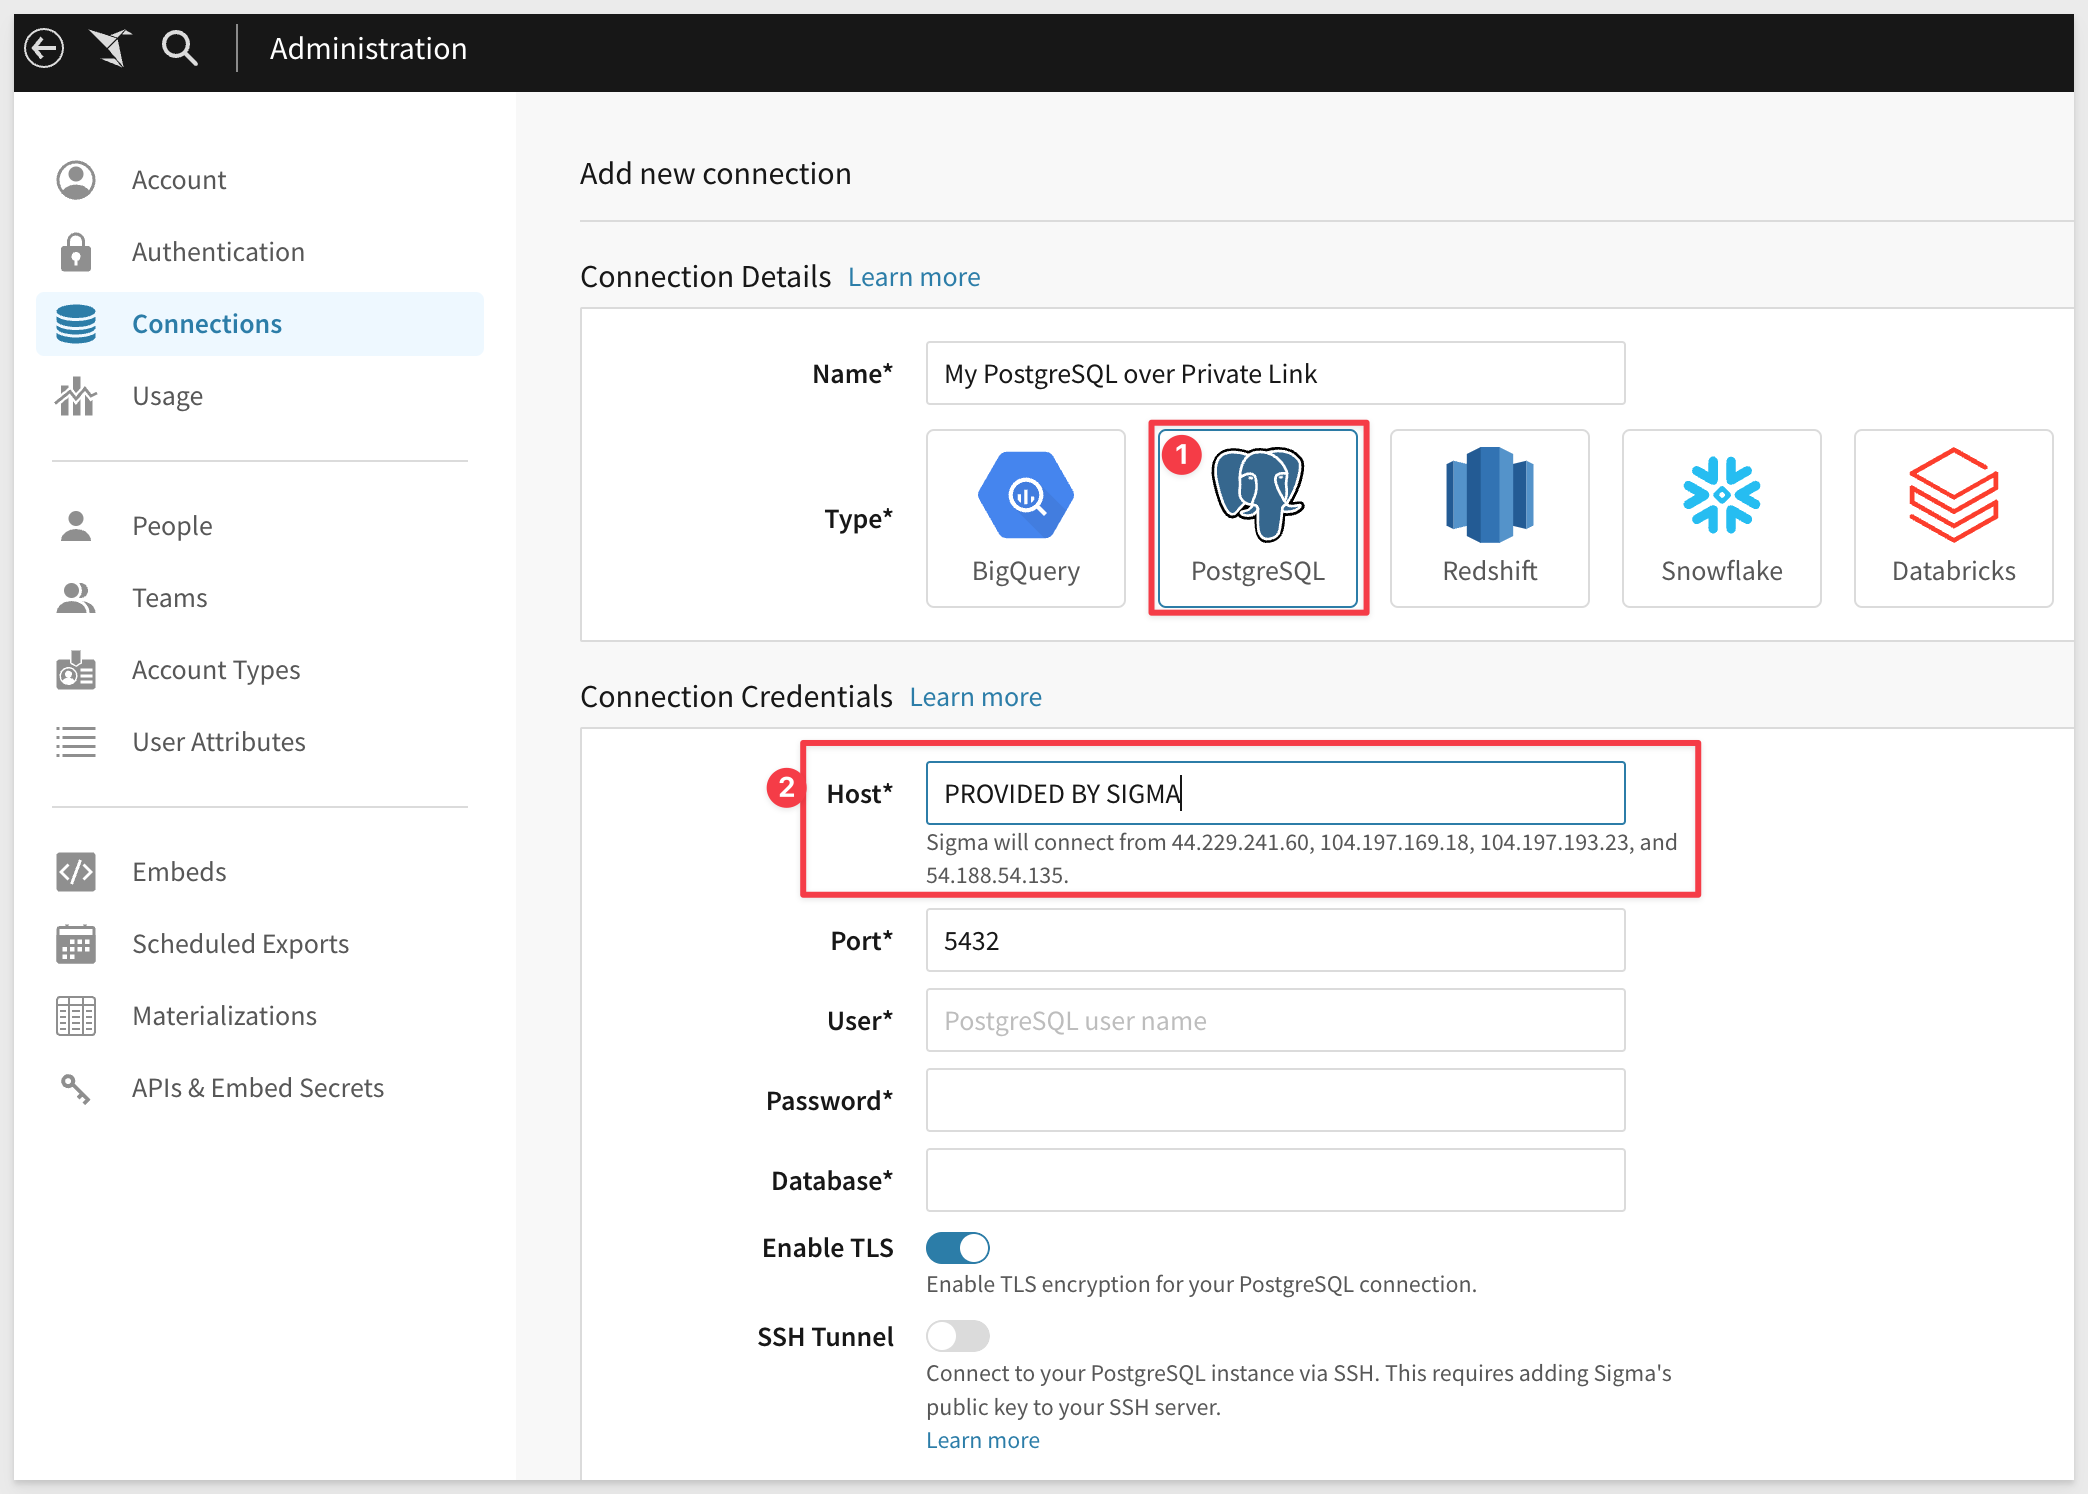 Administration
Account
Authentication
Connections
Usage
People
Teams
Account Types
User Attributes
Embeds
Scheduled Exports
Materializations
APIs & Embed Secrets
Add new connection
Connection Details Learn more
Name* My PostgreSQL over Private Link
1
Type*
BigQuery PostgreSQL Redshift Snowflake Databricks
Connection Credentials Learn more
2 Host* PROVIDED BY SIGMA
Sigma will connect from 44.229.241.60, 104.197.169.18, 104.197.193.23, and
54.188.54.135.
Port* 5432
User* PostgreSQL user name
Password*
Database*
Enable TLS
Enable TLS encryption for your PostgreSQL connection.
SSH Tunnel
Connect to your PostgreSQL instance via SSH. This requires adding Sigma's
public key to your SSH server.
Learn more